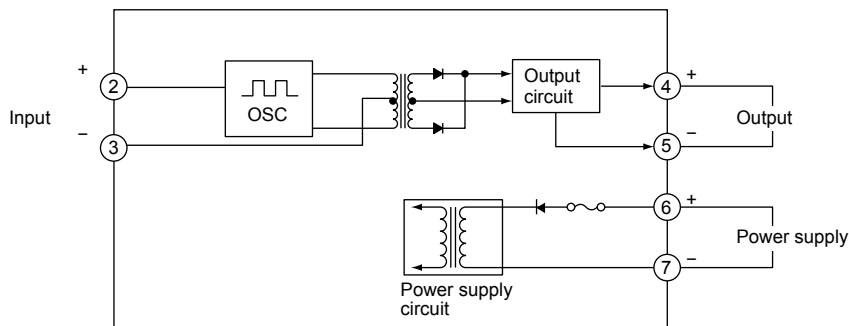 +
2
Input
−
3
OSC
Output
circuit
4
+
Output
5
−
6
+
Power supply
7
−
Power supply
circuit